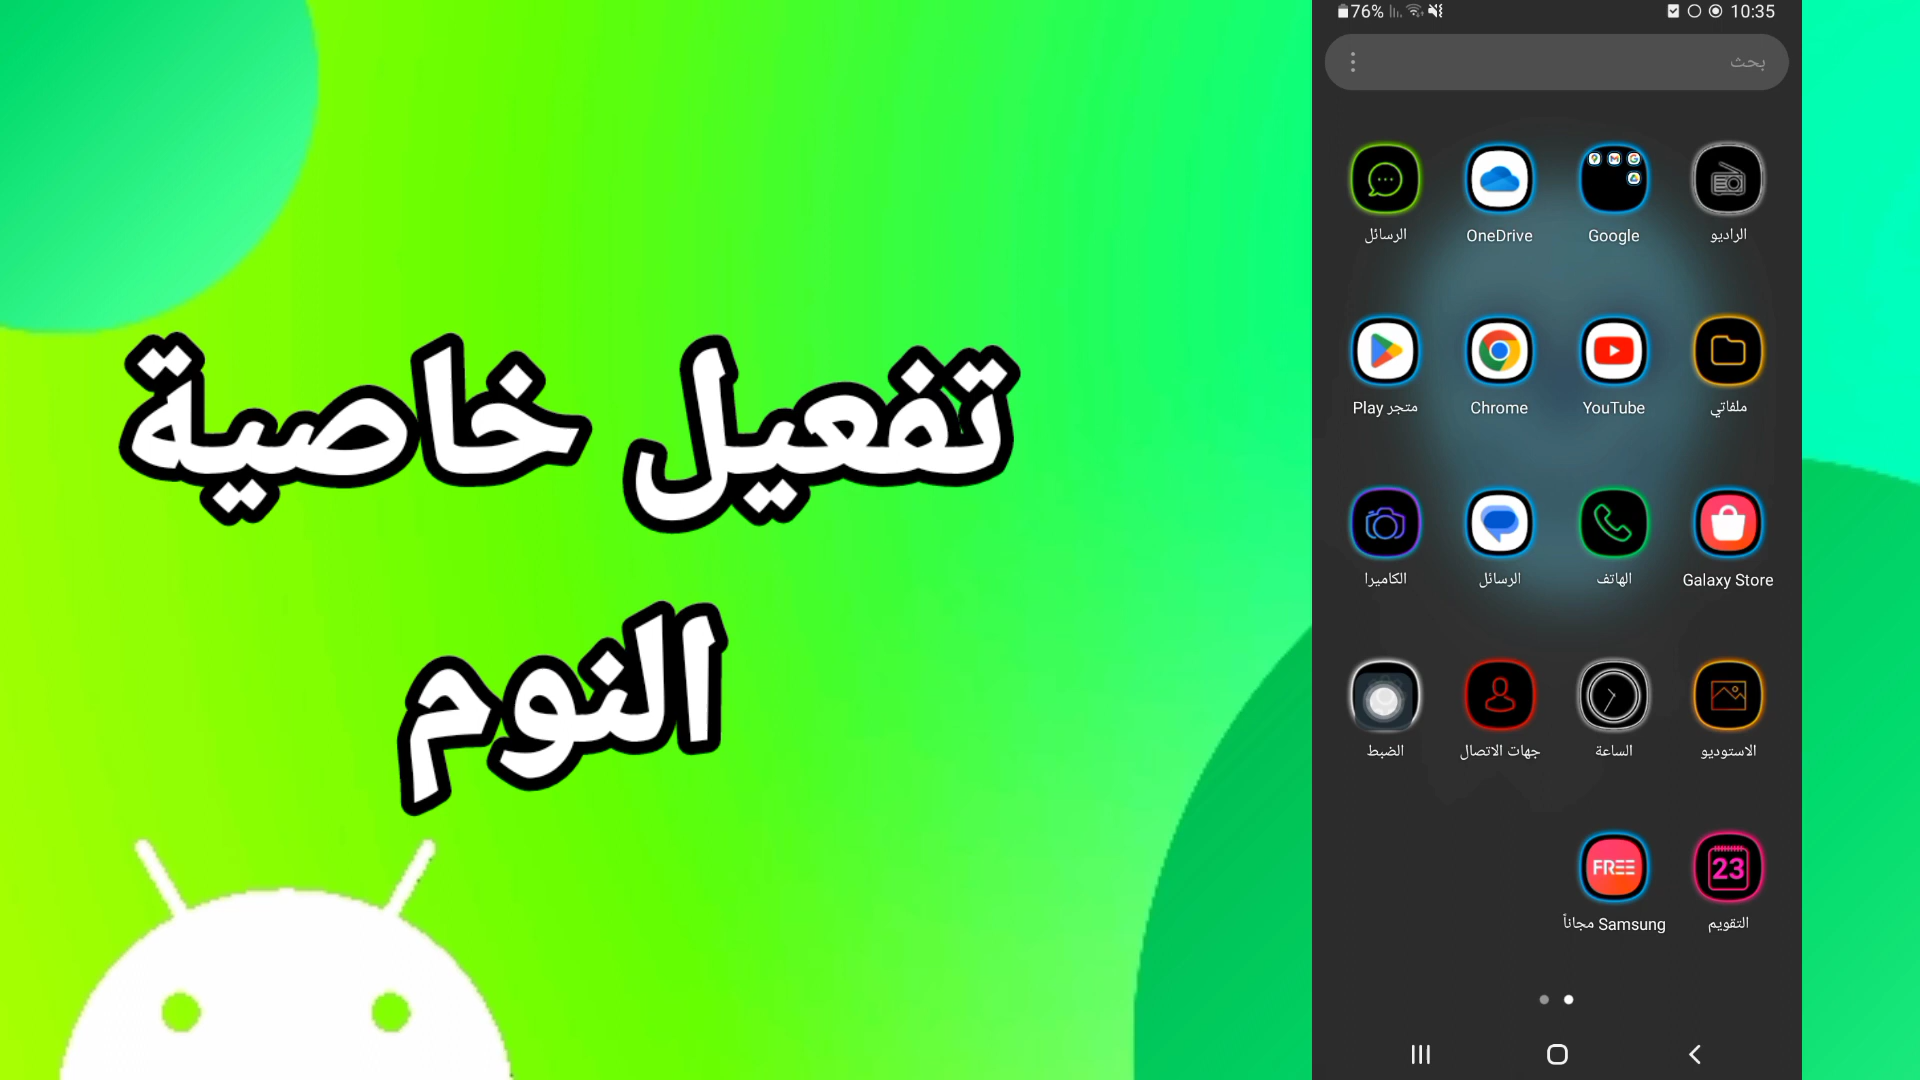 تفعيل خاصية
النوم
76%
10:35
بحث
الراديو
Google
OneDrive
الرسائل
ملفاتي
YouTube
Chrome
متجر Play
Galaxy Store
الهاتف
الرسائل
الكاميرا
الاستوديو
الساعة
جهات الاتصال
الضبط
23
FREE
التقويم
Samsung مجاناً